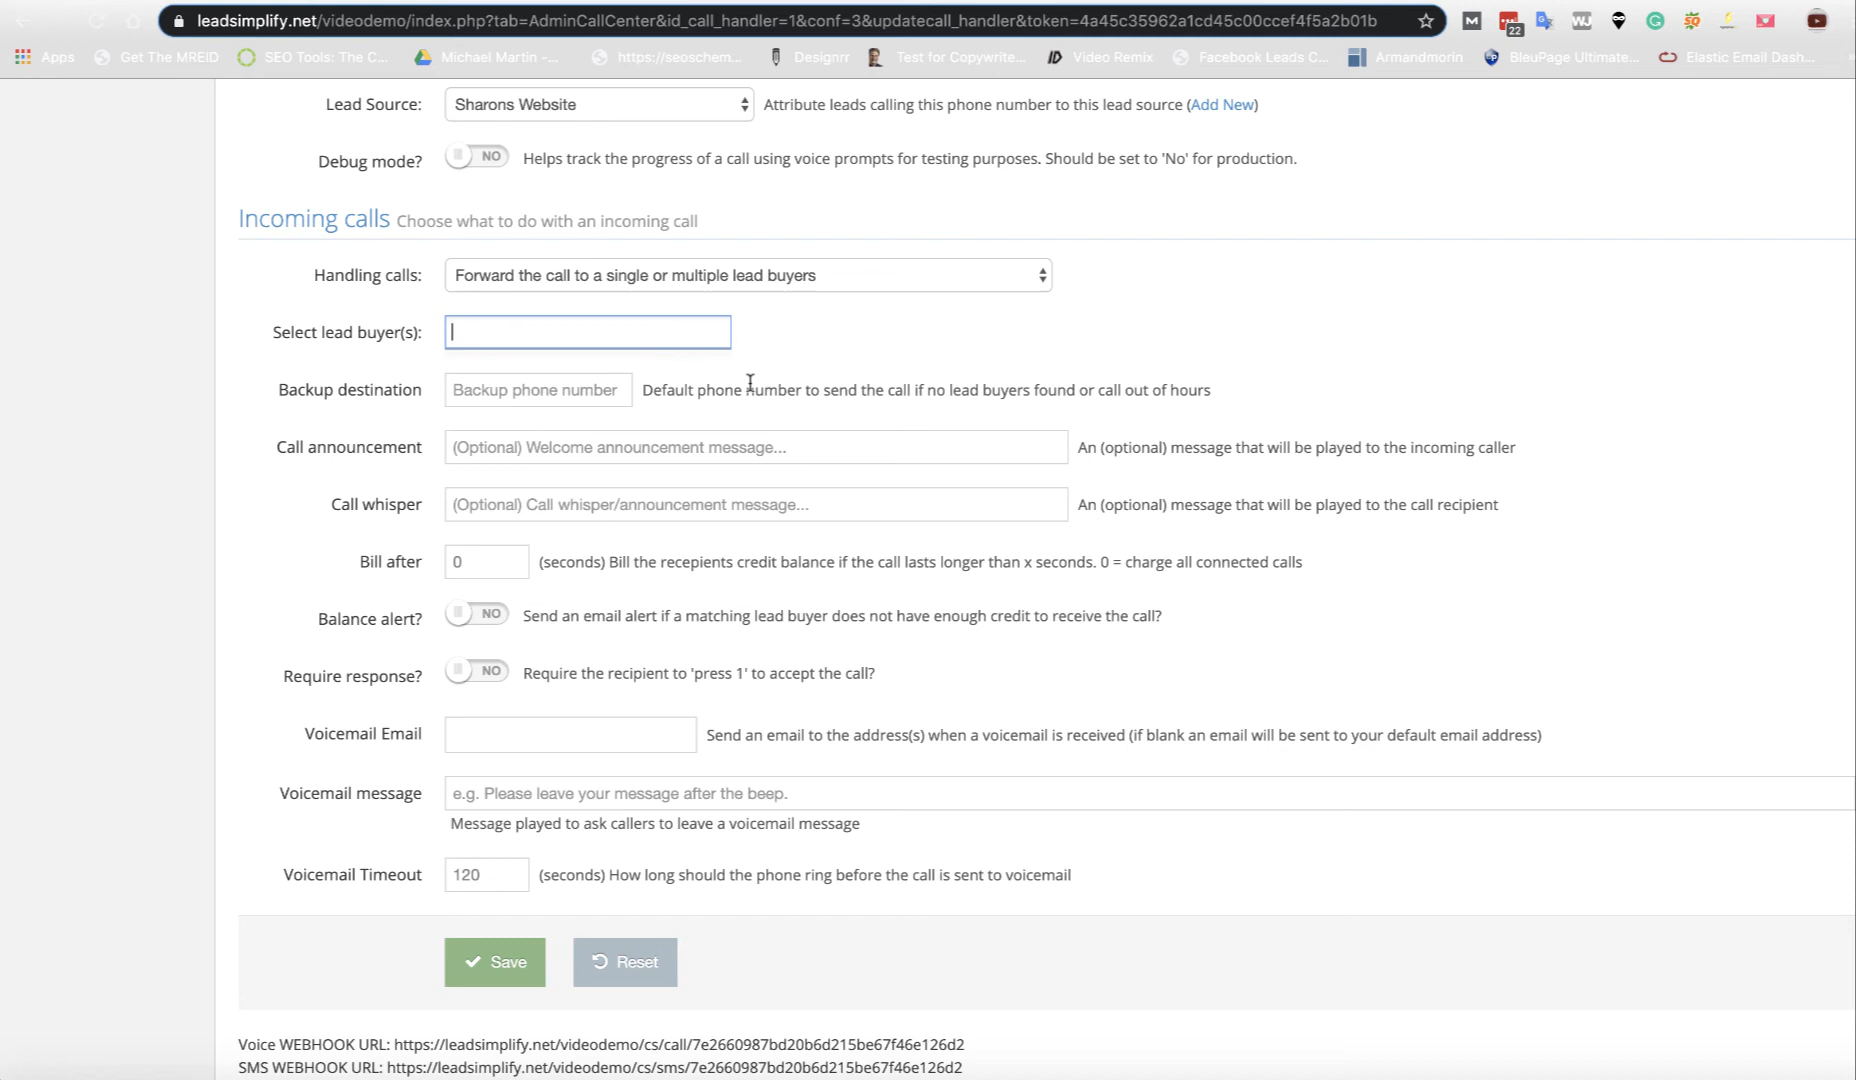 leadsimplify.net/videodemo/index.php?tab=AdminCallCenter&id_call_handler=1&conf=3&updatecall_handler&token=4a45c35962a1cd45c00ccef4f5a2b01b
22
Apps Get The MREID SEO Tools: The C... Michael Martin -... https://seoschem... Designrr Test for Copywrite... Video Remix Facebook Leads C... Armandmorin BleuPage Ultimate... Elastic Email Dash...
Lead Source: Sharons Website Attribute leads calling this phone number to this lead source (Add New)
Debug mode? NO Helps track the progress of a call using voice prompts for testing purposes. Should be set to 'No' for production.
Incoming calls Choose what to do with an incoming call
Handling calls: Forward the call to a single or multiple lead buyers
Select lead buyer(s):
Backup destination Backup phone number Default phone number to send the call if no lead buyers found or call out of hours
Call announcement (Optional) Welcome announcement message... An (optional) message that will be played to the incoming caller
Call whisper (Optional) Call whisper/announcement message... An (optional) message that will be played to the call recipient
Bill after 0 (seconds) Bill the recepients credit balance if the call lasts longer than x seconds. 0 = charge all connected calls
Balance alert? NO Send an email alert if a matching lead buyer does not have enough credit to receive the call?
Require response? NO Require the recipient to 'press 1' to accept the call?
Voicemail Email Send an email to the address(s) when a voicemail is received (if blank an email will be sent to your default email address)
Voicemail message e.g. Please leave your message after the beep.
Message played to ask callers to leave a voicemail message
Voicemail Timeout 120 (seconds) How long should the phone ring before the call is sent to voicemail
Save Reset
Voice WEBHOOK URL: https://leadsimplify.net/videodemo/cs/call/7e2660987bd20b6d215be67f46e126d2
SMS WEBHOOK URL: https://leadsimplify.net/videodemo/cs/sms/7e2660987bd20b6d215be67f46e126d2